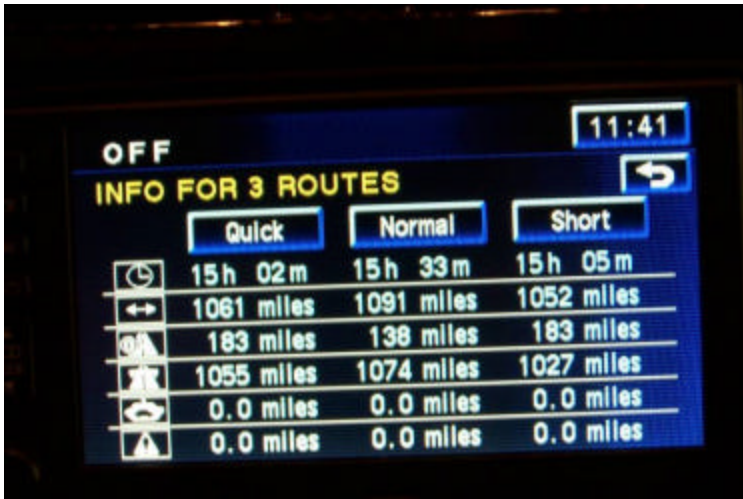 11:41
OFF
INFO FOR 3 ROUTES
Quick Normal Short
15h 02m 15h 33m 15h 05m
1061 miles 1091 miles 1052 miles
183 miles 138 miles 183 miles
1055 miles 1074 miles 1027 miles
0.0 miles 0.0 miles 0.0 miles
0.0 miles 0.0 miles 0.0 miles